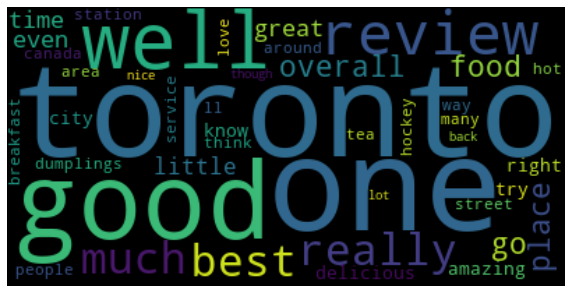 time
station
even
canada
well
love
great
around
review
area
nice
though
overall
food
hot
toronto
breakfast
city
service
ll
know
think
tea
hockey
way
many
back
dumplings
little
right
good
one
lot
try
street
place
people
much
best
really
delicious
go
amazing